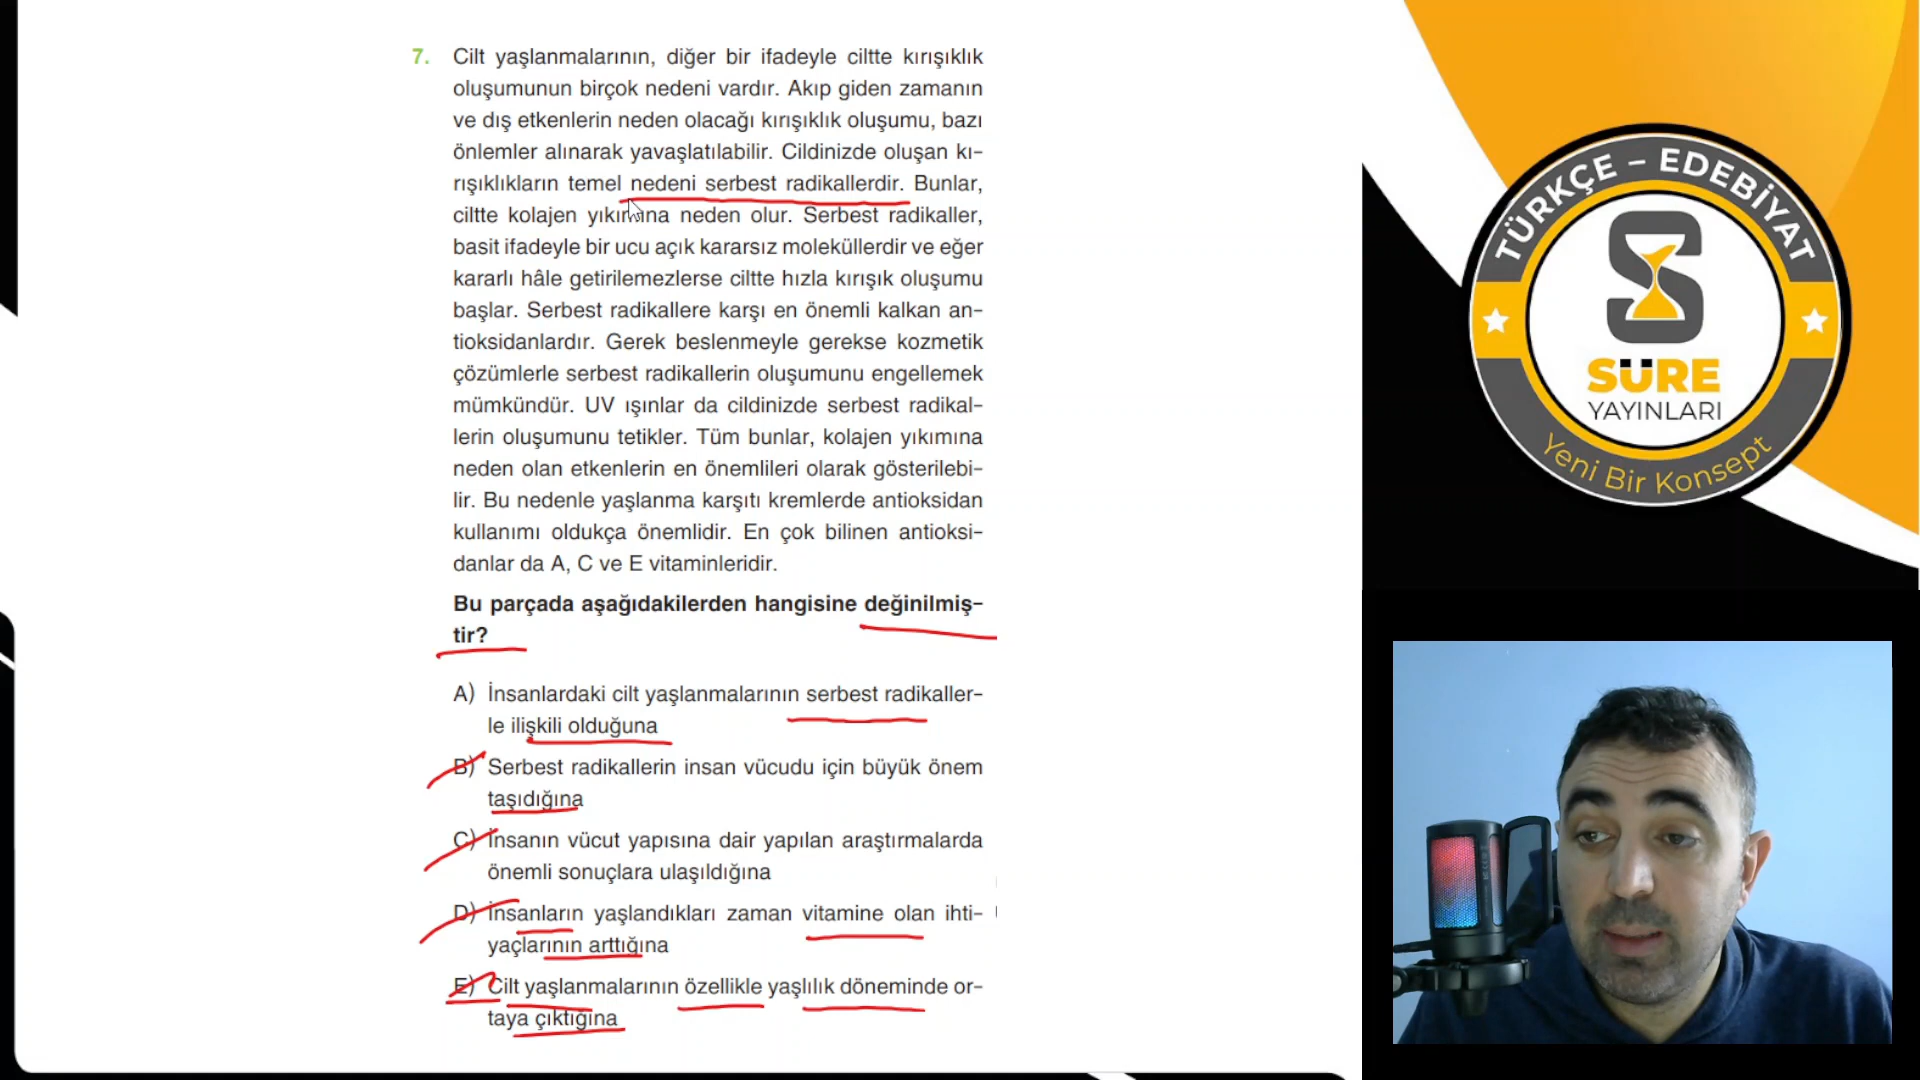 7. Cilt yaşlanmalarının, diğer bir ifadeyle ciltte kırışıklık
oluşumunun birçok nedeni vardır. Akıp giden zamanın
ve dış etkenlerin neden olacağı kırışıklık oluşumu, bazı
önlemler alınarak yavaşlatılabilir. Cildinizde oluşan kı-
rışıklıkların temel nedeni serbest radikallerdir. Bunlar,
ciltte kolajen yıkımına neden olur. Serbest radikaller,
basit ifadeyle bir ucu açık kararsız moleküllerdir ve eğer
kararlı hâle getirilemezlerse ciltte hızla kırışık oluşumu
başlar. Serbest radikallere karşı en önemli kalkan an-
tioksidanlardır. Gerek beslenmeyle gerekse kozmetik
çözümlerle serbest radikallerin oluşumunu engellemek
mümkündür. UV ışınlar da cildinizde serbest radikal-
lerin oluşumunu tetikler. Tüm bunlar, kolajen yıkımına
neden olan etkenlerin en önemlileri olarak gösterilebi-
lir. Bu nedenle yaşlanma karşıtı kremlerde antioksidan
kullanımı oldukça önemlidir. En çok bilinen antioksi-
danlar da A, C ve E vitaminleridir.
Bu parçada aşağıdakilerden hangisine değinilmiş-
tir?
A) İnsanlardaki cilt yaşlanmalarının serbest radikaller-
le ilişkili olduğuna
B) Serbest radikallerin insan vücudu için büyük önem
taşıdığına
C) İnsanın vücut yapısına dair yapılan araştırmalarda
önemli sonuçlara ulaşıldığına
D) İnsanların yaşlandıkları zaman vitamine olan ihti-
yaçlarının arttığına
E) Cilt yaşlanmalarının özellikle yaşlılık döneminde or-
taya çıktığına
TÜRKÇE – EDEBİYAT
SÜRE
YAYINLARI
Yeni Bir Konsept